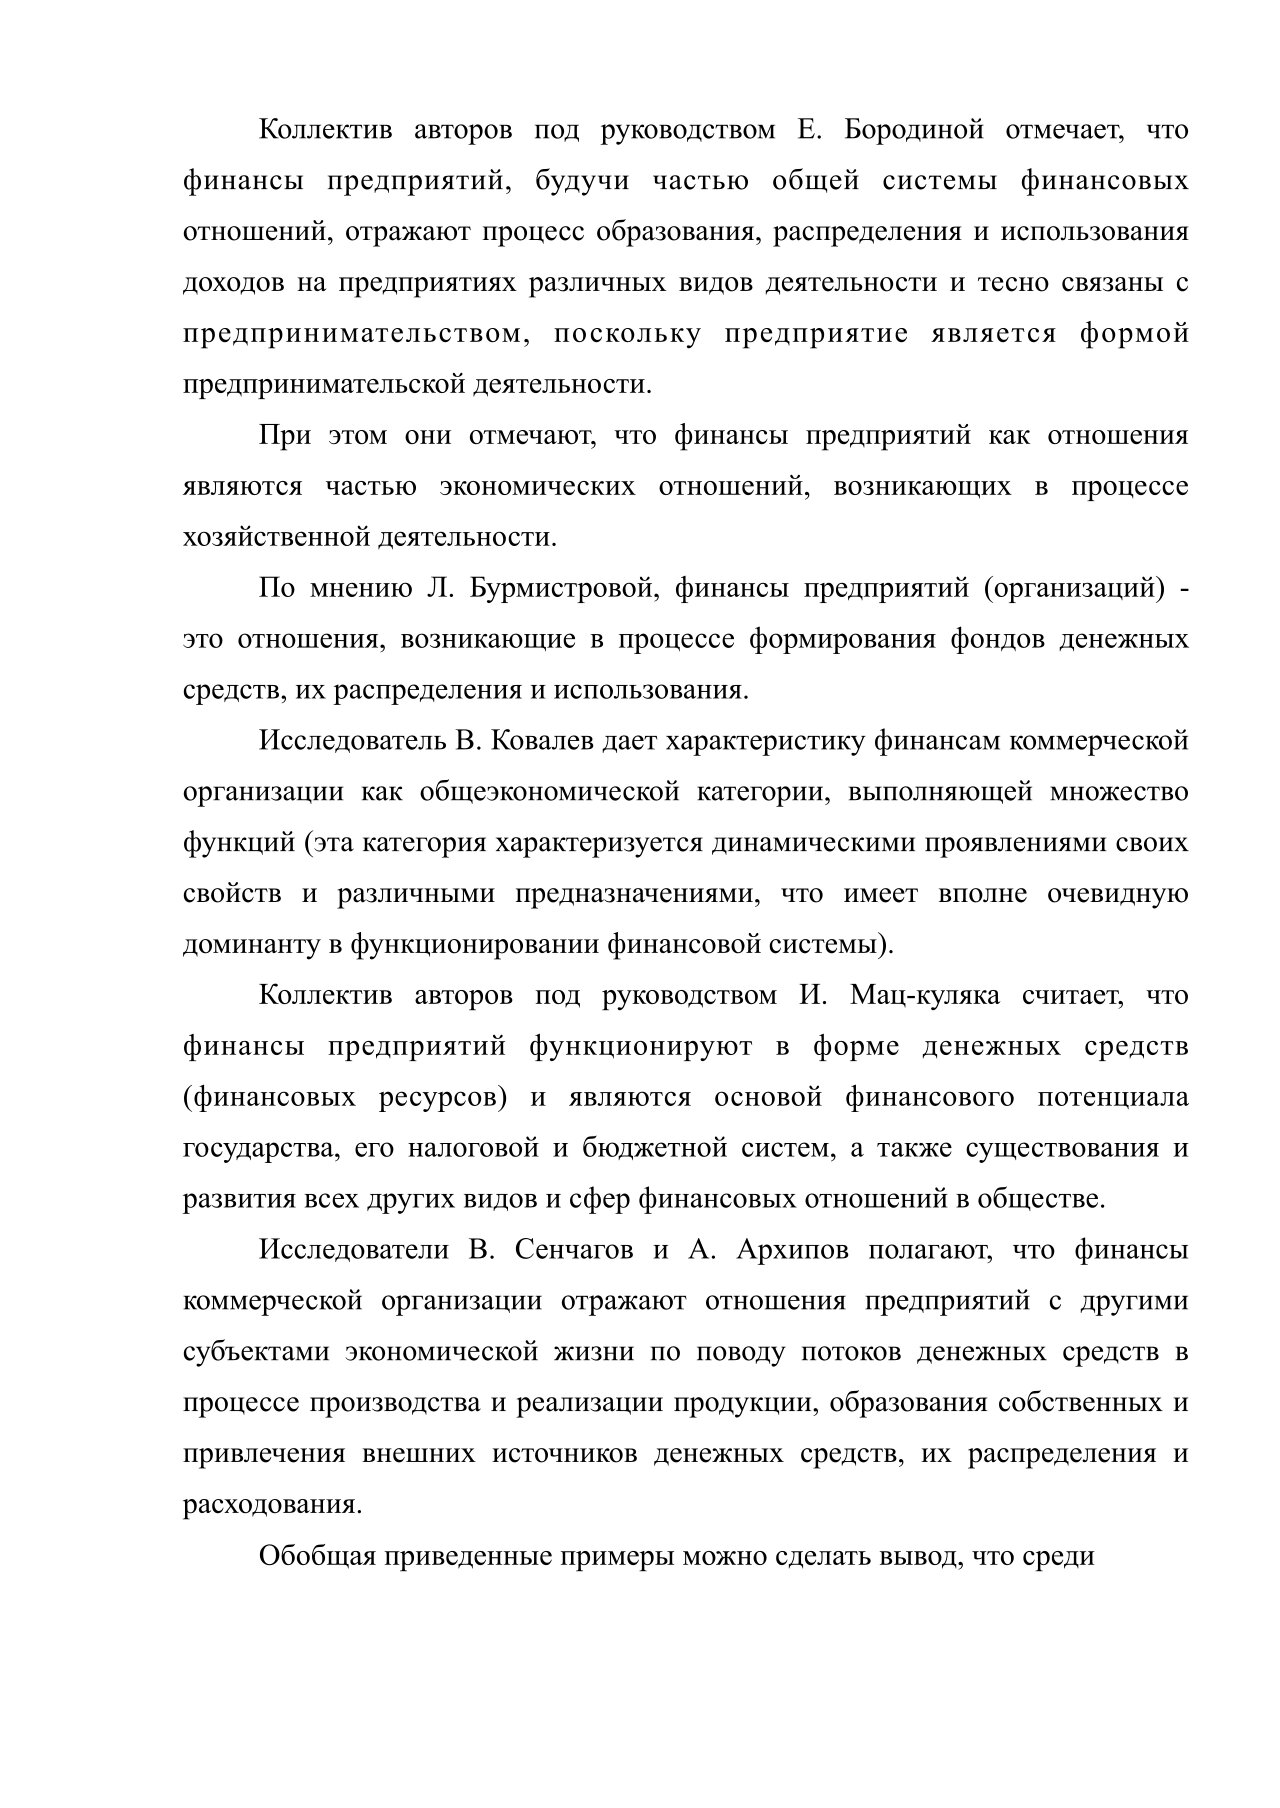 Коллектив авторов под руководством Е. Бородиной отмечает, что
финансы предприятий, будучи частью общей системы финансовых
отношений, отражают процесс образования, распределения и использования
доходов на предприятиях различных видов деятельности и тесно связаны с
предпринимательством, поскольку предприятие является формой
предпринимательской деятельности.
При этом они отмечают, что финансы предприятий как отношения
являются частью экономических отношений, возникающих в процессе
хозяйственной деятельности.
По мнению Л. Бурмистровой, финансы предприятий (организаций) -
это отношения, возникающие в процессе формирования фондов денежных
средств, их распределения и использования.
Исследователь В. Ковалев дает характеристику финансам коммерческой
организации как общеэкономической категории, выполняющей множество
функций (эта категория характеризуется динамическими проявлениями своих
свойств и различными предназначениями, что имеет вполне очевидную
доминанту в функционировании финансовой системы).
Коллектив авторов под руководством И. Мац-куляка считает, что
финансы предприятий функционируют в форме денежных средств
(финансовых ресурсов) и являются основой финансового потенциала
государства, его налоговой и бюджетной систем, а также существования и
развития всех других видов и сфер финансовых отношений в обществе.
Исследователи В. Сенчагов и А. Архипов полагают, что финансы
коммерческой организации отражают отношения предприятий с другими
субъектами экономической жизни по поводу потоков денежных средств в
процессе производства и реализации продукции, образования собственных и
привлечения внешних источников денежных средств, их распределения и
расходования.
Обобщая приведенные примеры можно сделать вывод, что среди